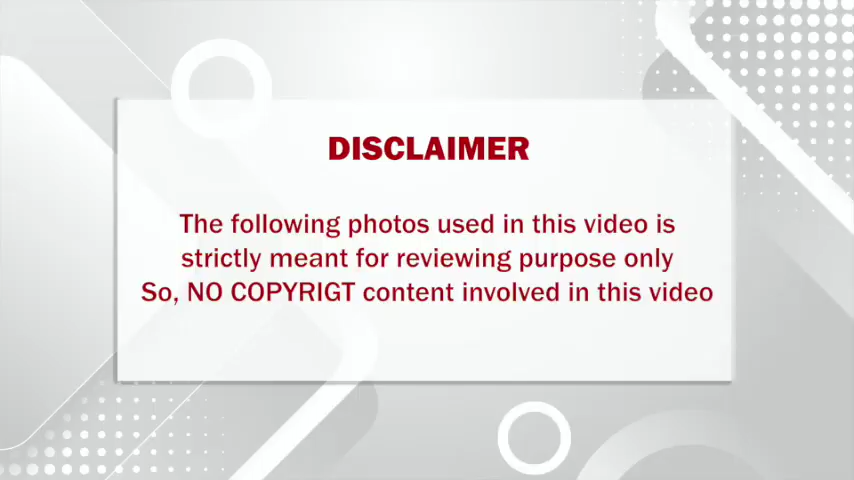 DISCLAIMER
The following photos used in this video is
strictly meant for reviewing purpose only
So, NO COPYRIGT content involved in this video